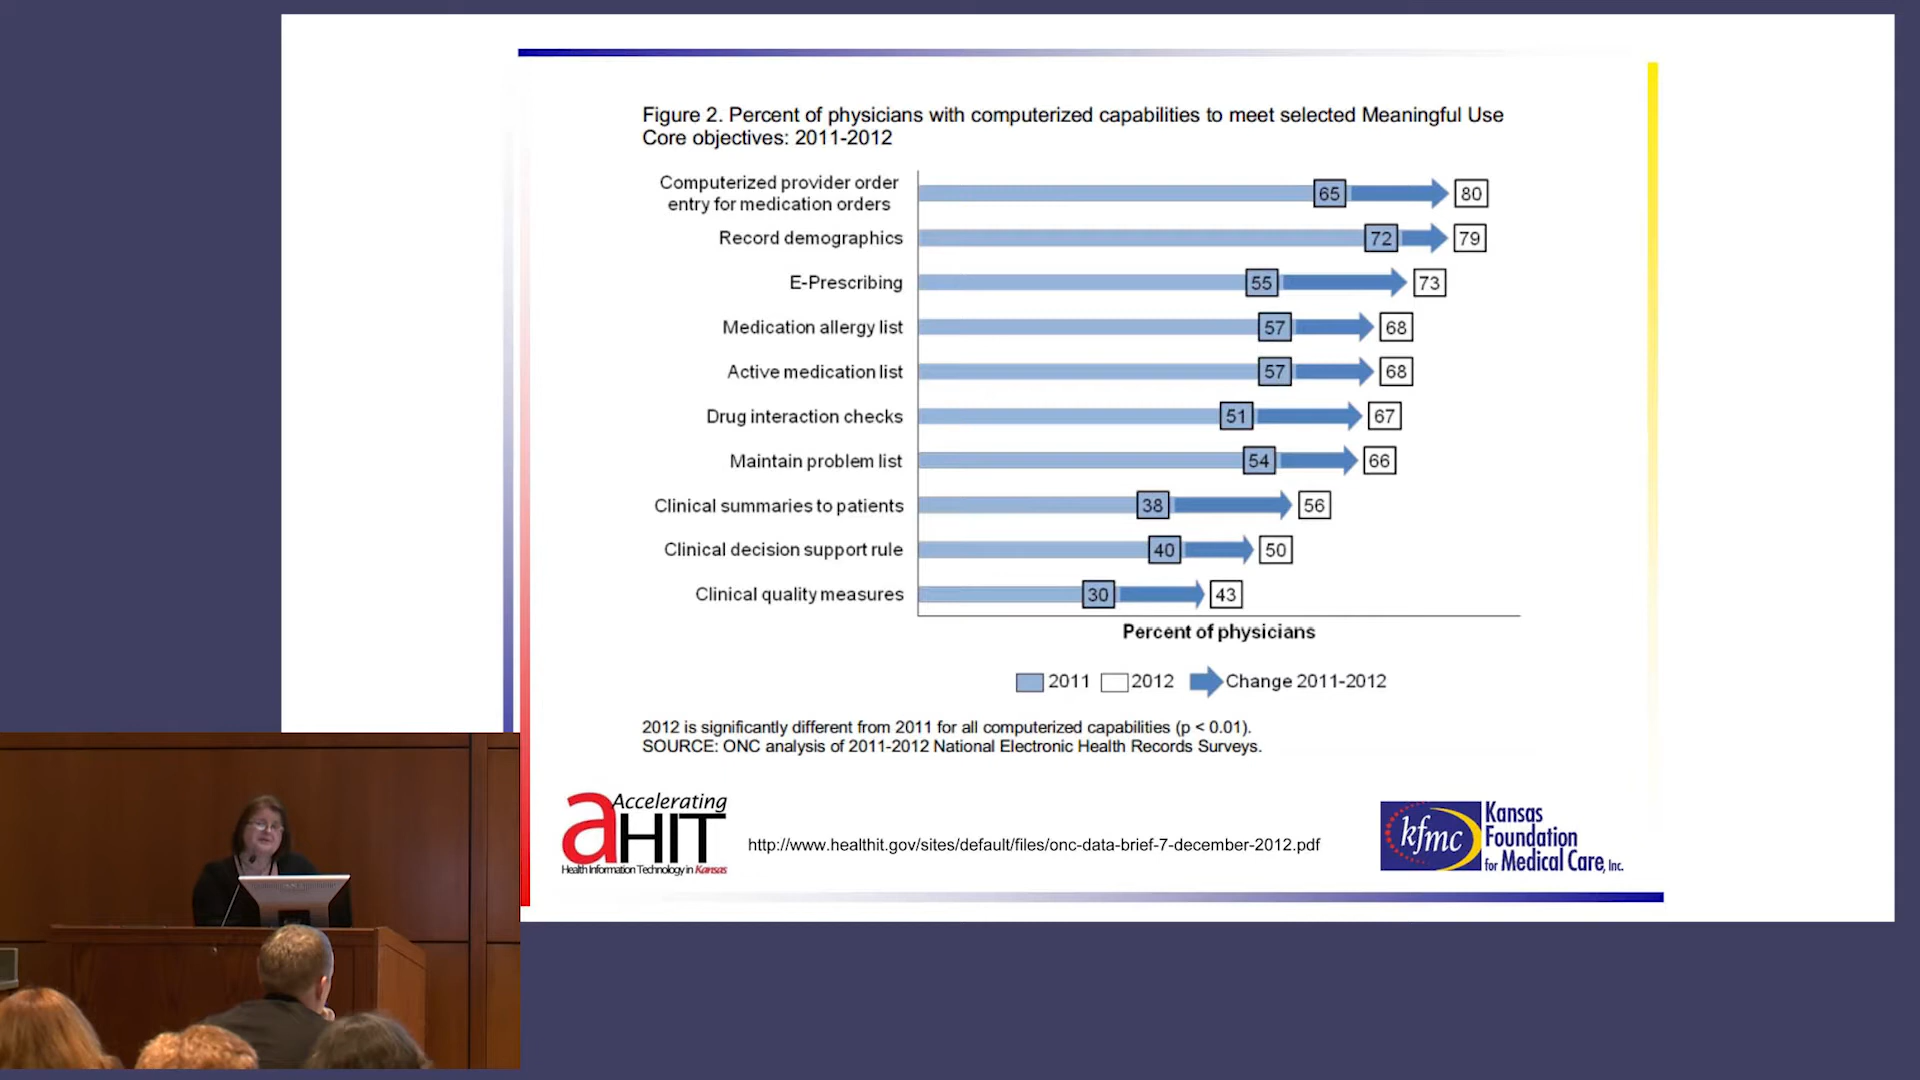 Figure 2. Percent of physicians with computerized capabilities to meet selected Meaningful Use
Core objectives: 2011-2012
Computerized provider order
entry for medication orders
65
80
Record demographics
72
79
E-Prescribing
55
73
Medication allergy list
57
68
Active medication list
57
68
Drug interaction checks
51
67
Maintain problem list
54
66
Clinical summaries to patients
38
56
Clinical decision support rule
40
50
Clinical quality measures
30
43
Percent of physicians
2011
2012
Change 2011-2012
2012 is significantly different from 2011 for all computerized capabilities (p < 0.01).
SOURCE: ONC analysis of 2011-2012 National Electronic Health Records Surveys.
Accelerating
aHIT
Health Information Technology in Kansas
http://www.healthit.gov/sites/default/files/onc-data-brief-7-december-2012.pdf
kfmc
Kansas
Foundation
for Medical Care, Inc.